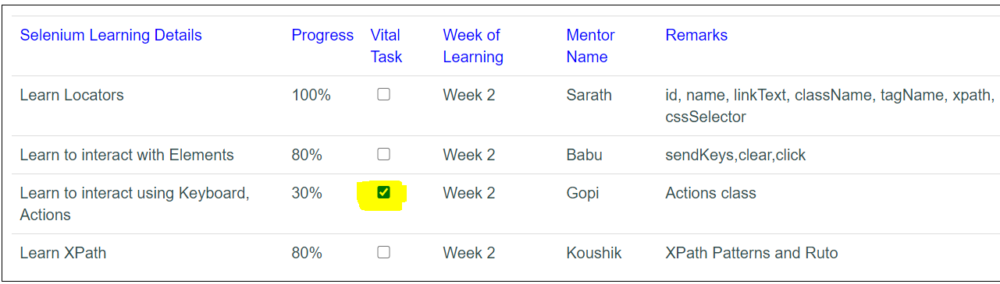 Selenium Learning Details Progress Vital Week of Mentor Remarks
Task Learning Name
Learn Locators 100% Week 2 Sarath id, name, linkText, className, tagName, xpath,
cssSelector
Learn to interact with Elements 80% Week 2 Babu sendKeys,clear,click
Learn to interact using Keyboard, 30% Week 2 Gopi Actions class
Actions
Learn XPath 80% Week 2 Koushik XPath Patterns and Ruto